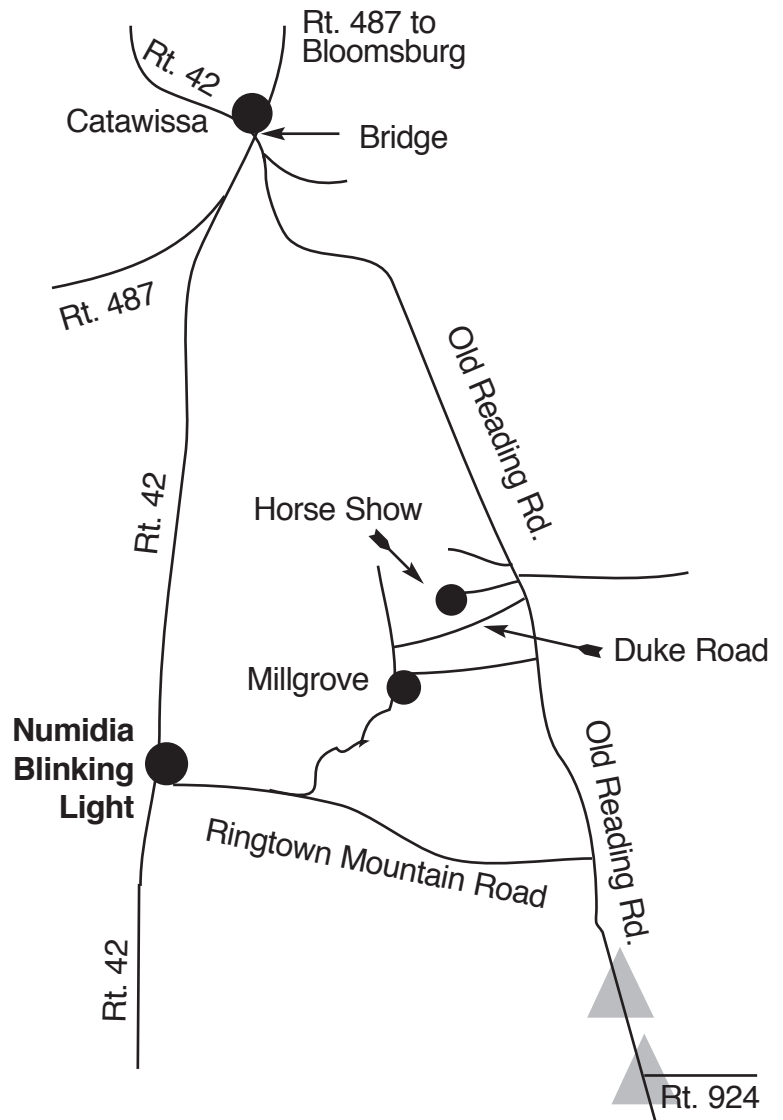 Rt. 487 to
Bloomsburg
Rt. 42
Catawissa
Bridge
Rt. 487
Old Reading Rd.
Rt. 42
Horse Show
Duke Road
Millgrove
Numidia
Blinking
Light
Old Reading Rd.
Ringtown Mountain Road
Rt. 42
Rt. 924